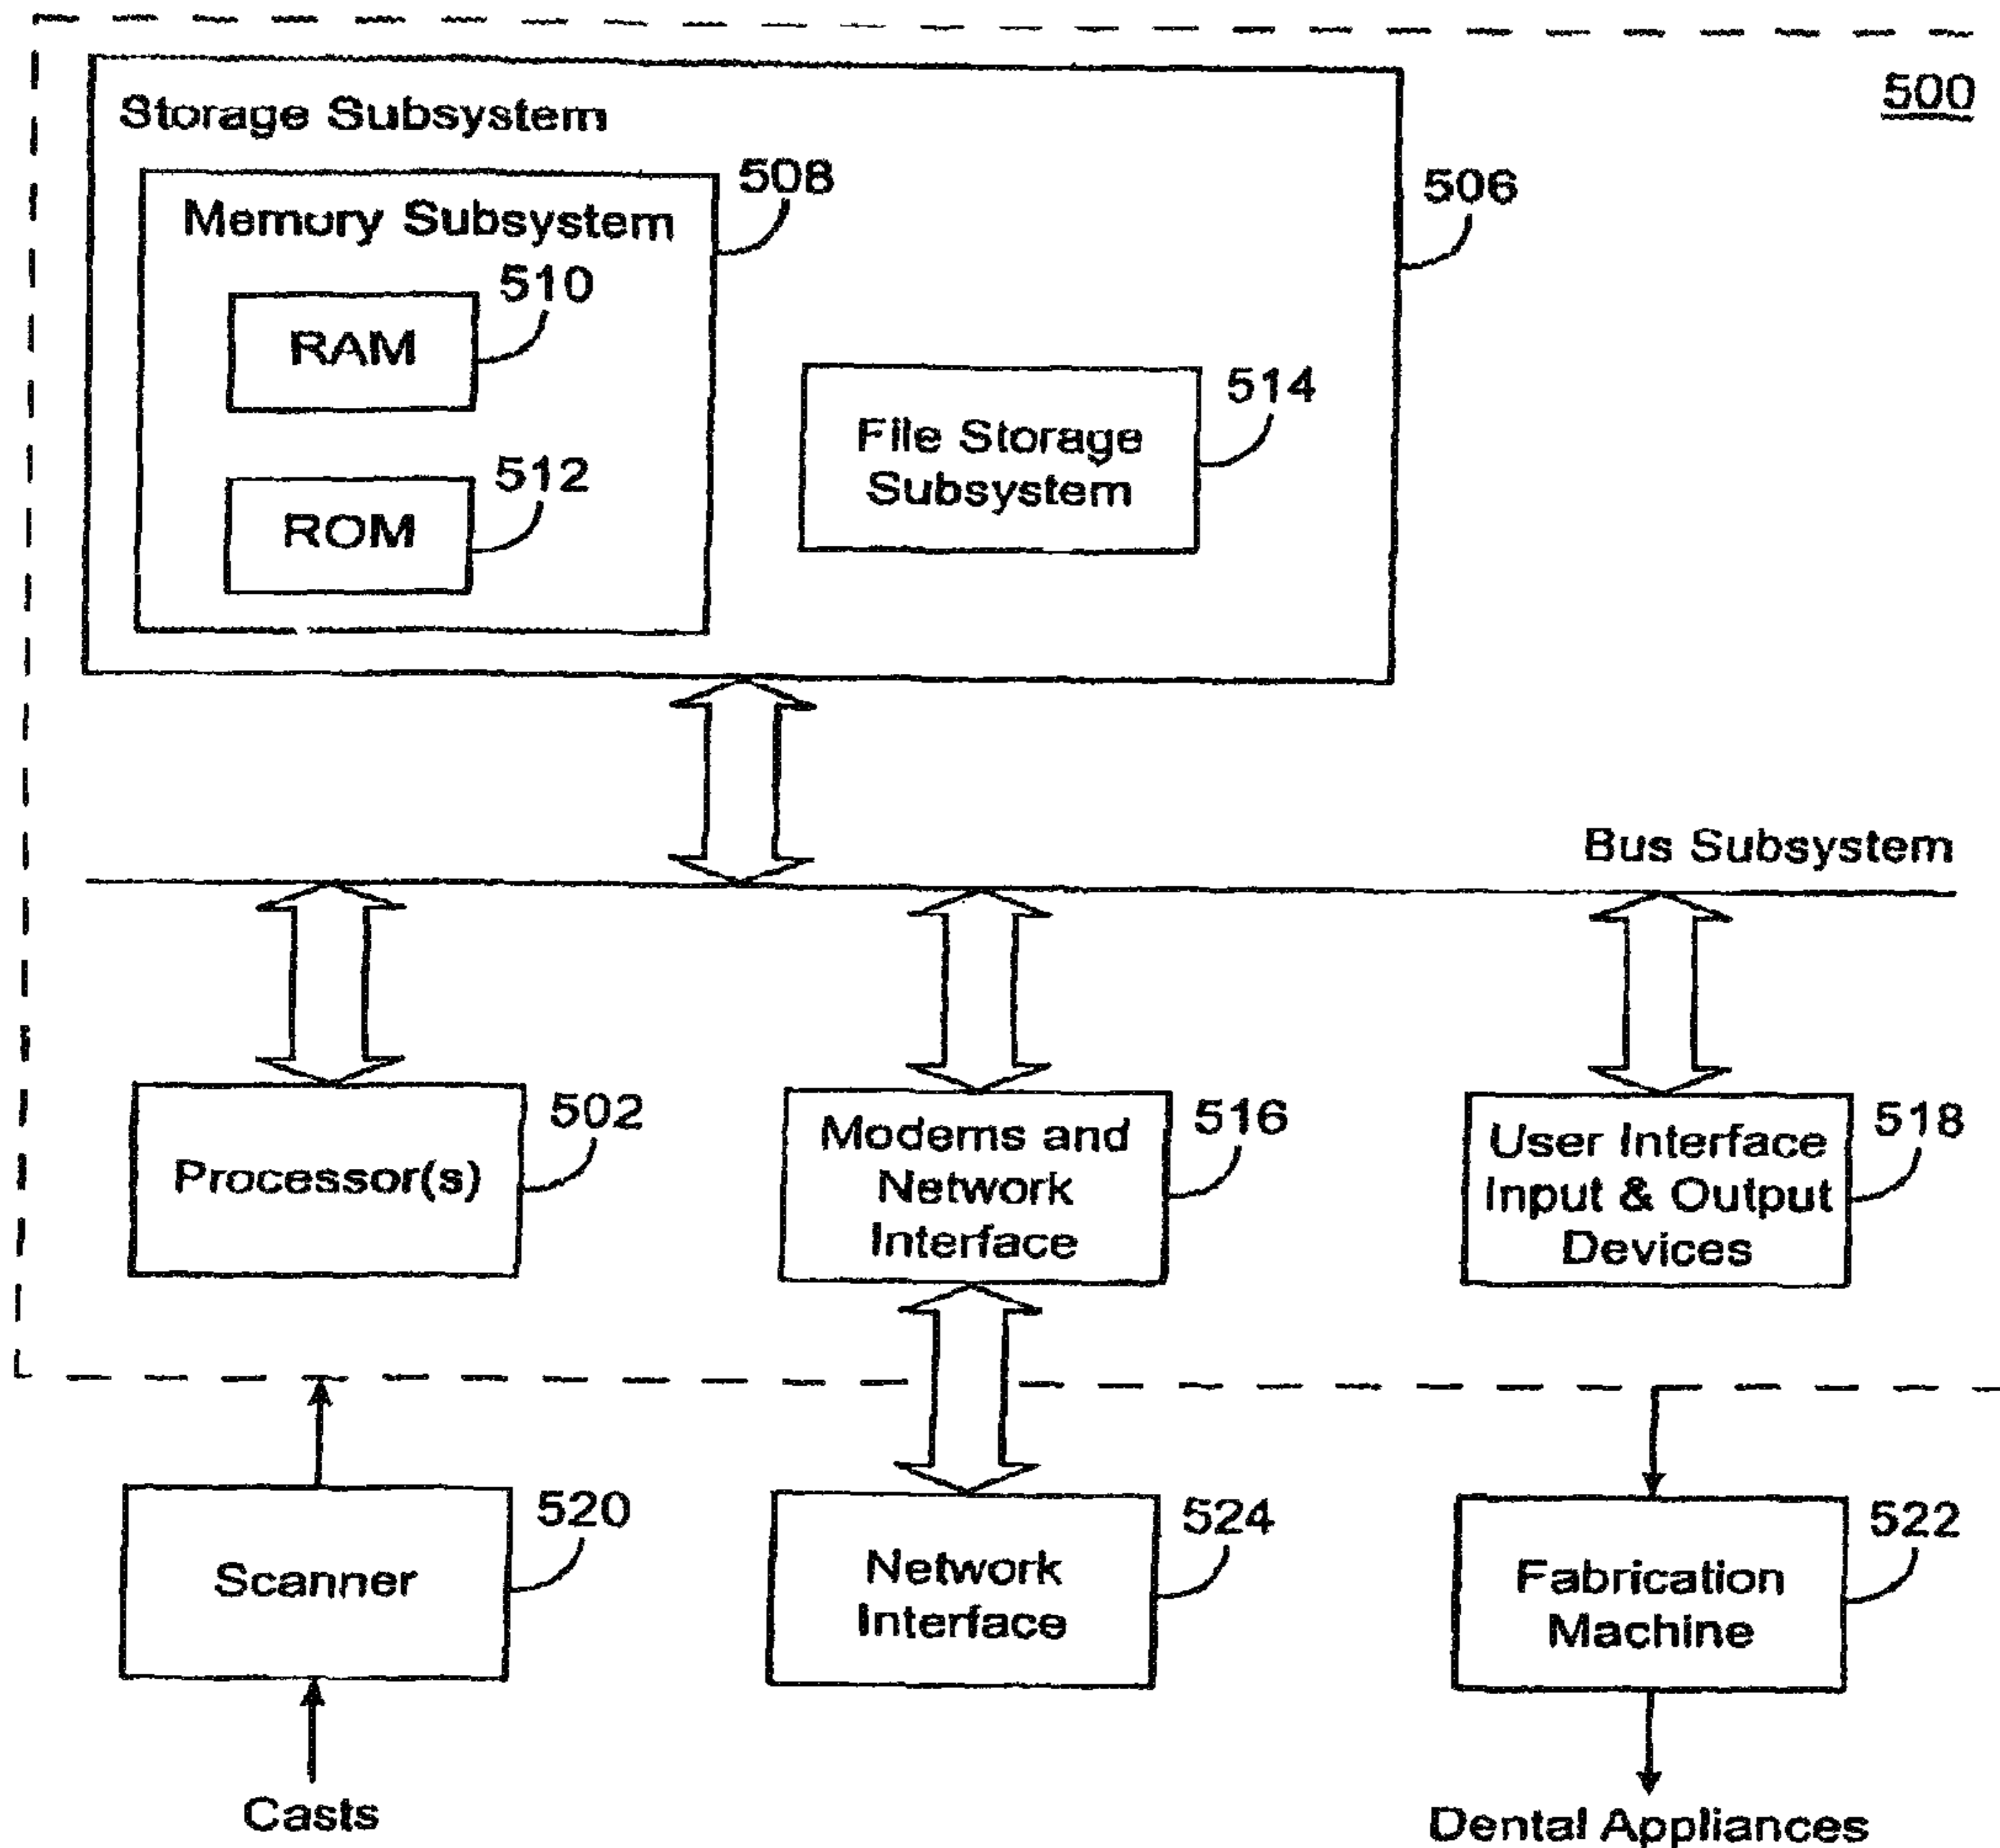 500
Storage Subsystem
508
506
Memory Subsystem
510
RAM
514
File Storage
Subsystem
512
ROM
Bus Subsystem
502
Processor(s)
516
Modems and
Network
Interface
518
User Interface
Input & Output
Devices
520
Scanner
524
Network
Interface
522
Fabrication
Machine
Casts
Dental Appliances